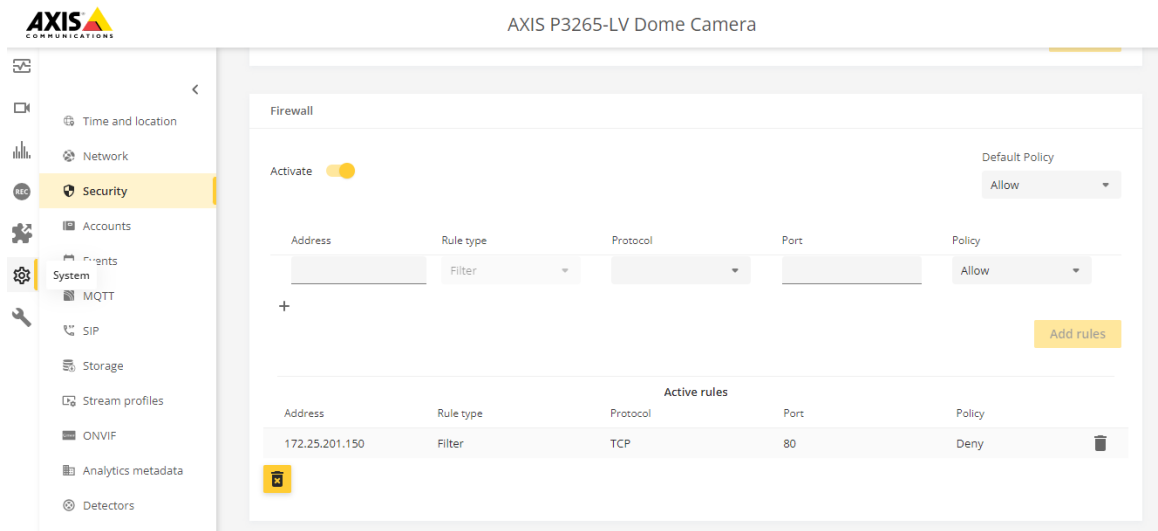 AXIS
COMMUNICATIONS
AXIS P3265-LV Dome Camera
REC
System
Time and location
Network
Security
Accounts
Events
MQTT
SIP
Storage
Stream profiles
ONVIF
Analytics metadata
Detectors
Firewall
Activate
Default Policy
Allow
Address Rule type Protocol Port Policy
Filter Allow
+
Add rules
Active rules
Address Rule type Protocol Port Policy
172.25.201.150 Filter TCP 80 Deny